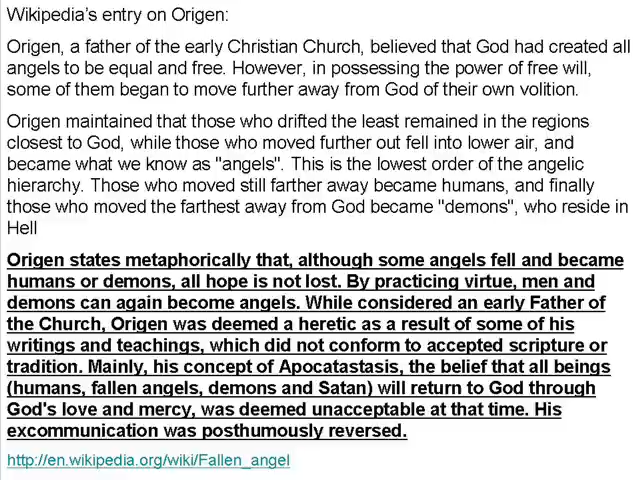 Wikipedia’s entry on Origen:
Origen, a father of the early Christian Church, believed that God had created all
angels to be equal and free. However, in possessing the power of free will,
some of them began to move further away from God of their own volition.
Origen maintained that those who drifted the least remained in the regions
closest to God, while those who moved further out fell into lower air, and
became what we know as "angels". This is the lowest order of the angelic
hierarchy. Those who moved still farther away became humans, and finally
those who moved the farthest away from God became "demons", who reside in
Hell
Origen states metaphorically that, although some angels fell and became
humans or demons, all hope is not lost. By practicing virtue, men and
demons can again become angels. While considered an early Father of
the Church, Origen was deemed a heretic as a result of some of his
writings and teachings, which did not conform to accepted scripture or
tradition. Mainly, his concept of Apocatastasis, the belief that all beings
(humans, fallen angels, demons and Satan) will return to God through
God's love and mercy, was deemed unacceptable at that time. His
excommunication was posthumously reversed.
http://en.wikipedia.org/wiki/Fallen_angel